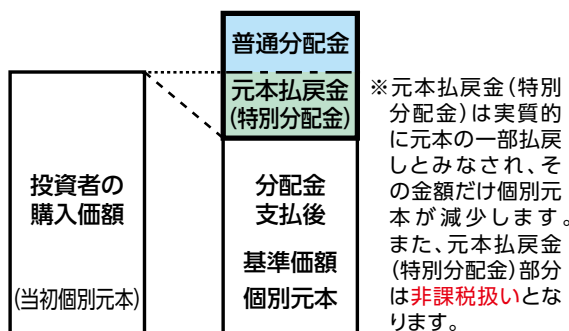 普通分配金
元本払戻金
(特別分配金)
投資者の
購入価額
(当初個別元本)
分配金
支払後
基準価額
個別元本
※元本払戻金(特別
分配金)は実質的
に元本の一部払戻
しとみなされ、そ
の金額だけ個別元
本が減少します。
また、元本払戻金
(特別分配金)部分
は非課税扱いとな
ります。